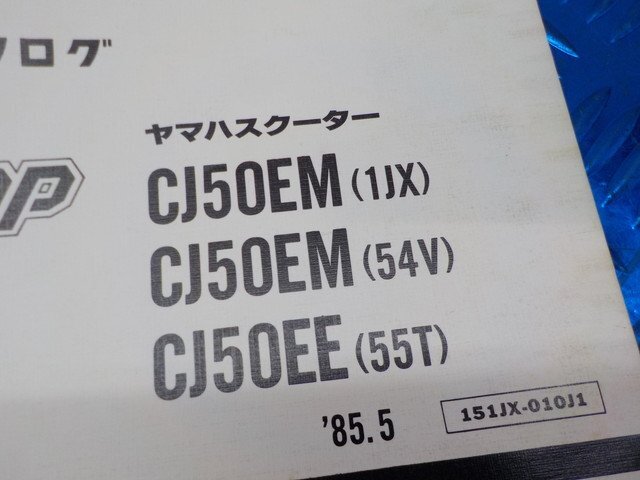 ログ
ヤマハスクーター
CJ50EM (1JX)
CJ50EM (54V)
CJ50EE (55T)
'85.5
151JX-010J1